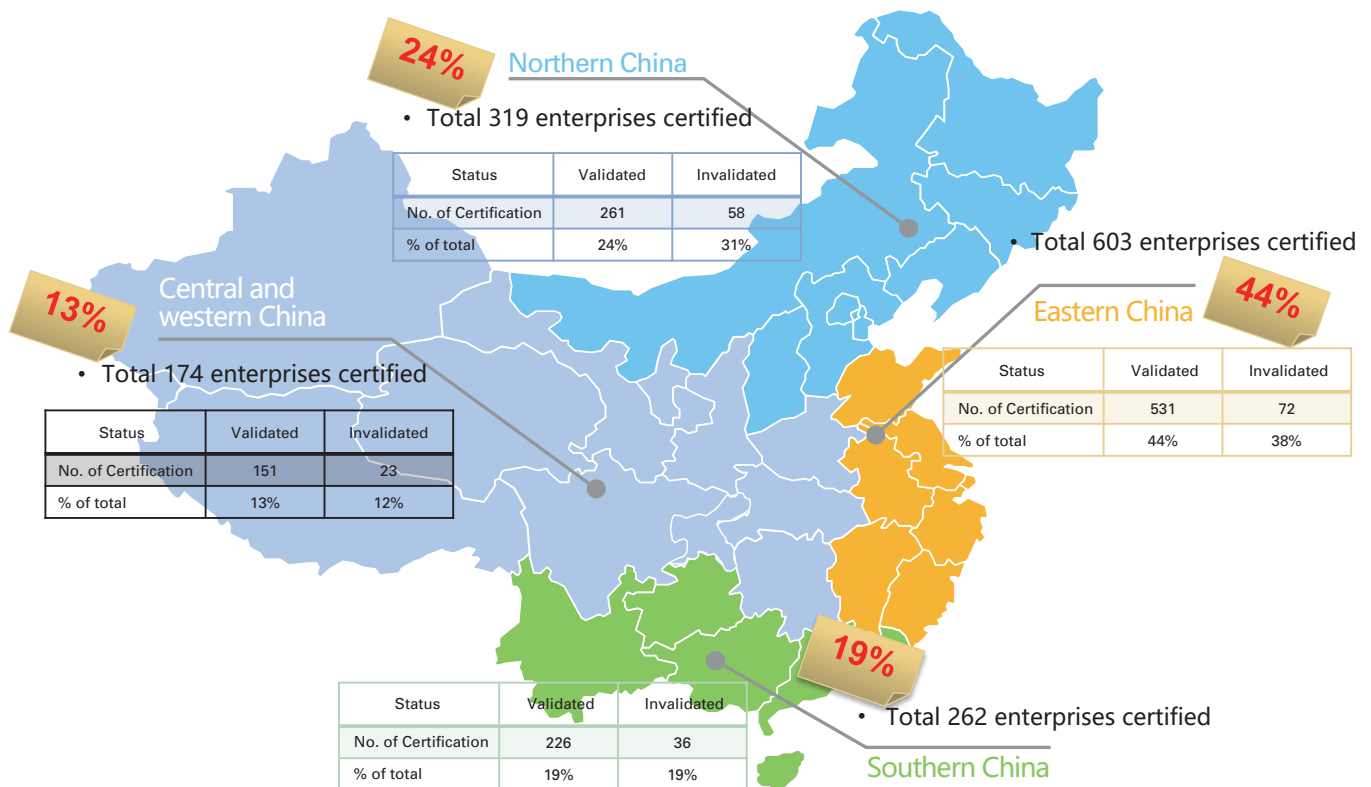 24%
Northern China
• Total 319 enterprises certified
Status Validated Invalidated
No. of Certification 261 58
% of total 24% 31%
• Total 603 enterprises certified
44%
Eastern China
Status Validated Invalidated
No. of Certification 531 72
% of total 44% 38%
13%
Central and
western China
• Total 174 enterprises certified
Status Validated Invalidated
No. of Certification 151 23
% of total 13% 12%
19%
• Total 262 enterprises certified
Southern China
Status Validated Invalidated
No. of Certification 226 36
% of total 19% 19%